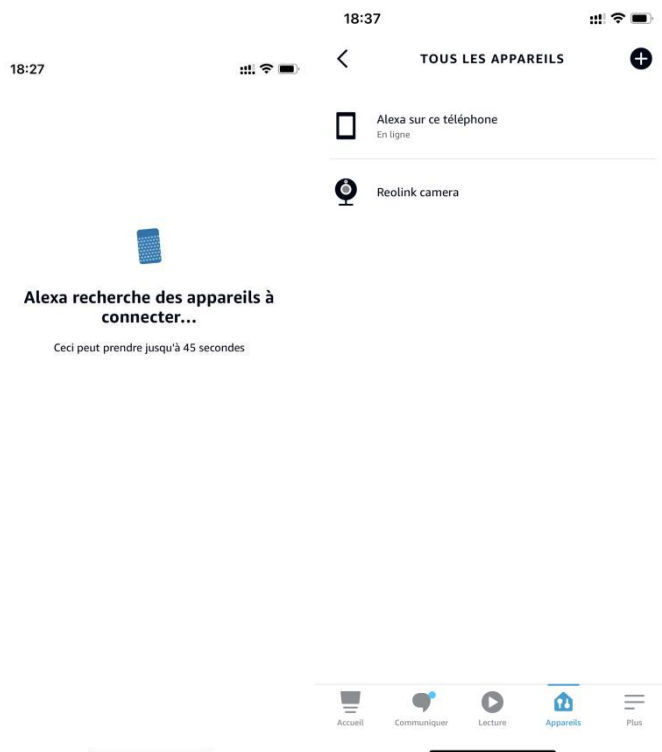 18:27
Alexa recherche des appareils à
connecter...
Ceci peut prendre jusqu'à 45 secondes
18:37
TOUS LES APPAREILS
Alexa sur ce téléphone
En ligne
Reolink camera
Accueil
Communiquer
Lecture
Appareils
Plus